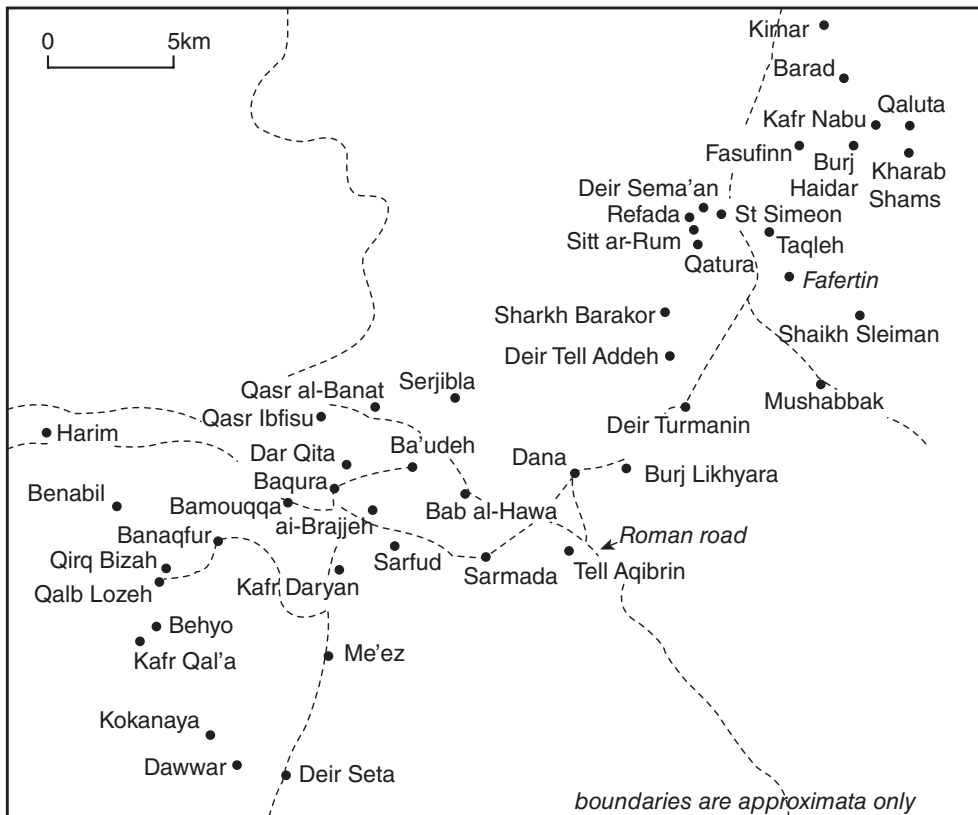 0 5km
Kimar
Barad
Qaluta
Kafr Nabu
Fasufinn
Burj
Haidar
Kharab
Shams
Deir Sema’an
Refada
St Simeon
Sitt ar-Rum
Taqleh
Qatura
Fafertin
Sharkh Barakor
Shaikh Sleiman
Deir Tell Addeh
Serjibla
Qasr al-Banat
Mushabbak
Qasr Ibfisu
Deir Turmanin
Harim
Dar Qita
Ba’udeh
Dana
Baqura
Burj Likhyara
Benabil
Bamouqqa
Bab al-Hawa
ai-Brajjeh
Banaqfur
Roman road
Qirq Bizah
Sarfud
Tell Aqibrin
Sarmada
Kafr Daryan
Qalb Lozeh
Behyo
Kafr Qal’a
Me’ez
Kokanaya
Dawwar
Deir Seta
boundaries are approximata only